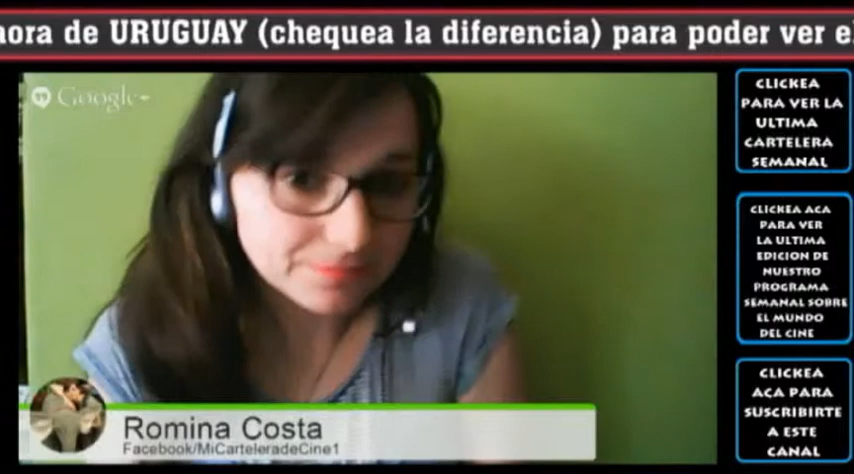 hora de URUGUAY (chequea la diferencia) para poder ver el
Google+
CLICKEA
PARA VER LA
ULTIMA
CARTELERA
SEMANAL
CLICKEA ACA
PARA VER
LA ULTIMA
EDICION DE
NUESTRO
PROGRAMA
SEMANAL SOBRE
EL MUNDO
DEL CINE
CLICKEA
ACA PARA
SUSCRIBIRTE
A ESTE
CANAL
Romina Costa
Facebook/MiCarteleradeCine1